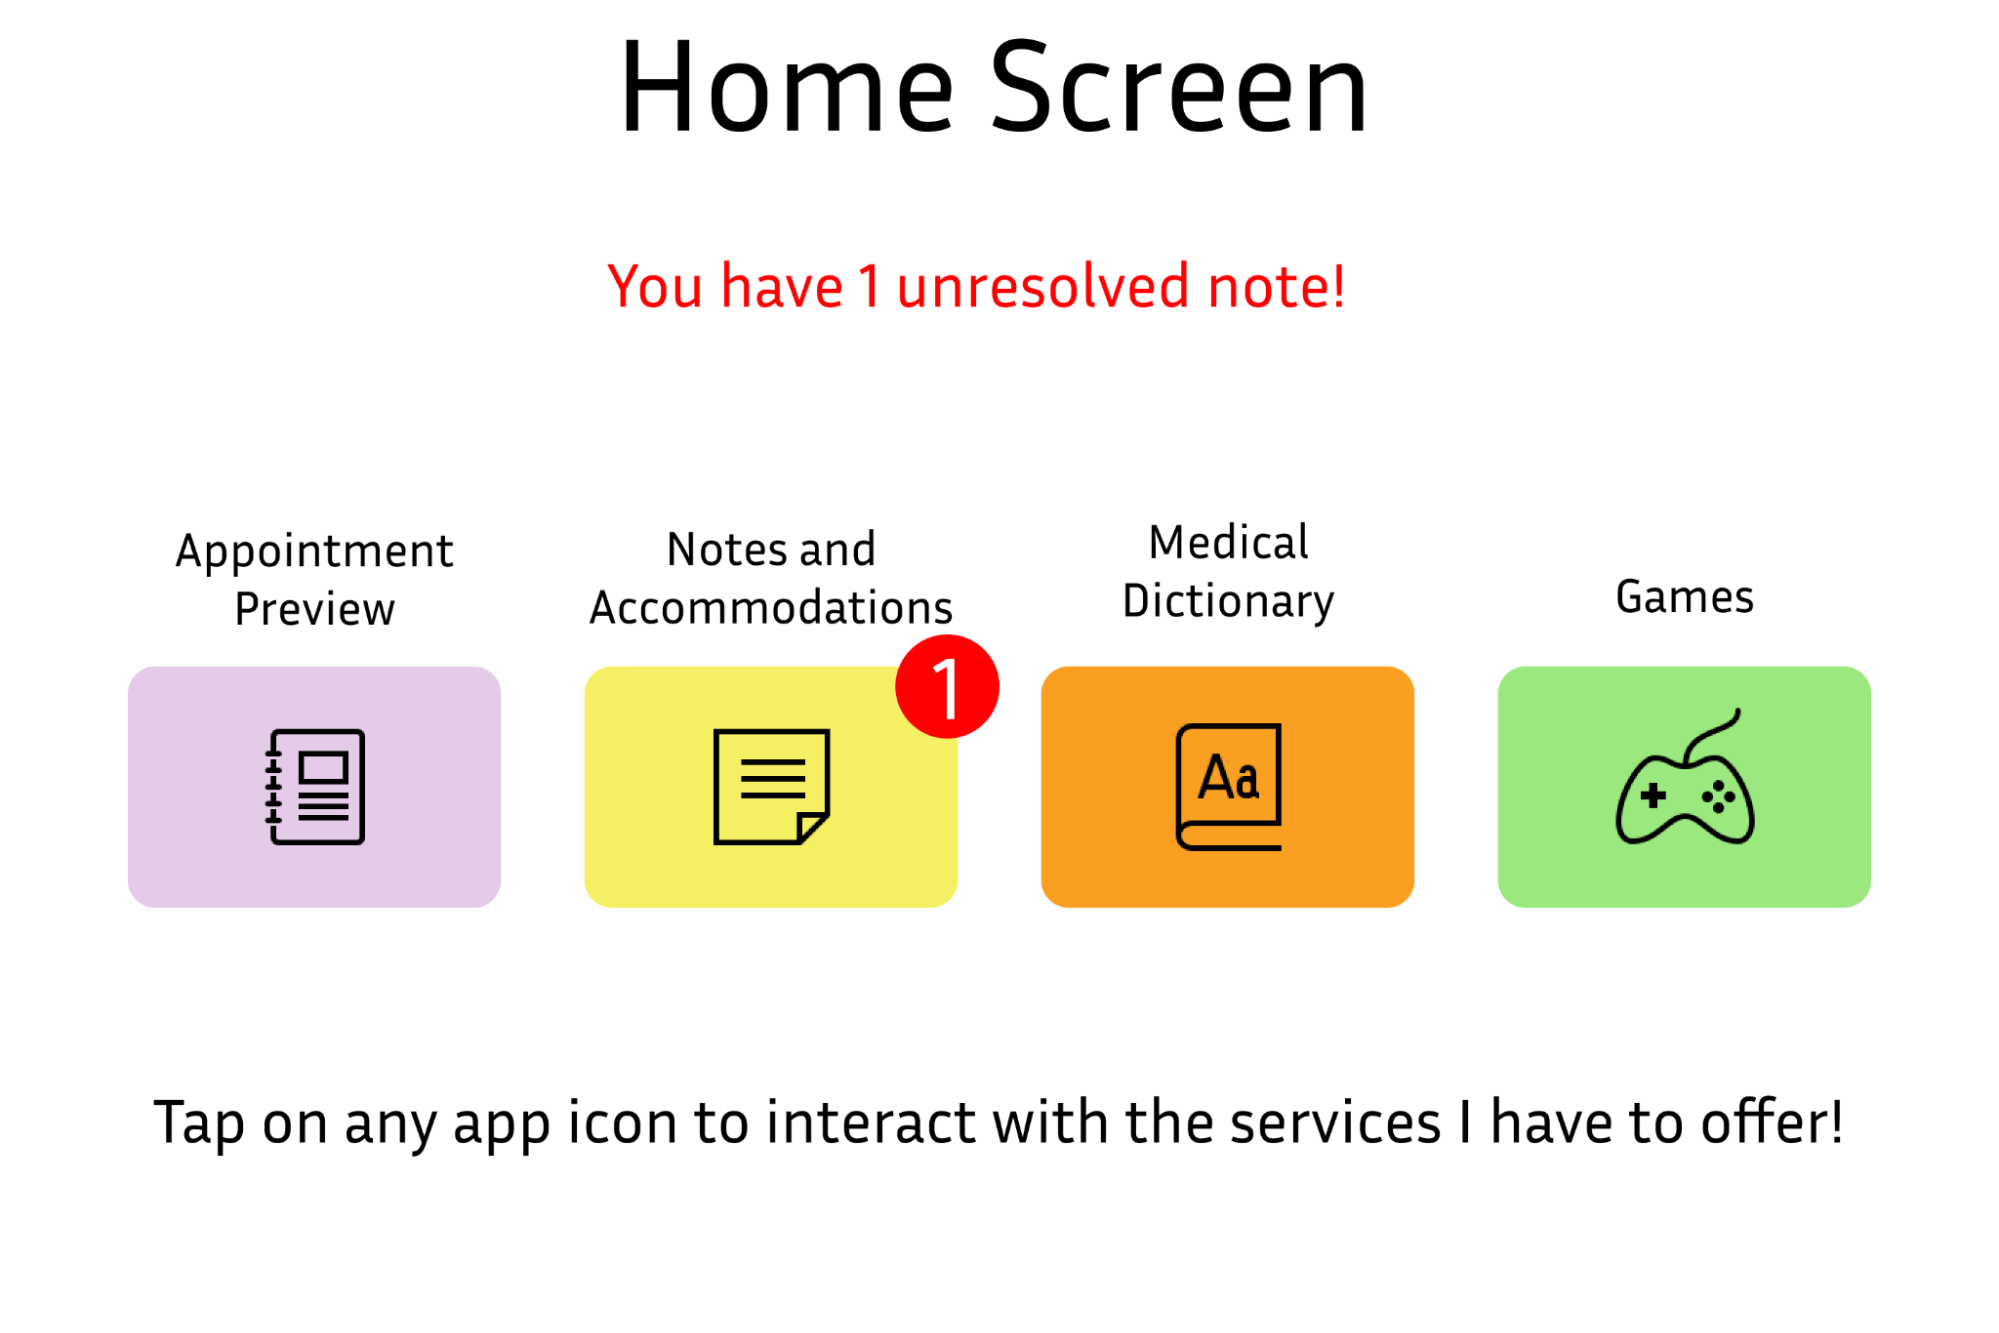 Home Screen
You have 1 unresolved note!
Appointment
Preview
Notes and
Accommodations
Medical
Dictionary
Games
1
Aa
Tap on any app icon to interact with the services I have to offer!